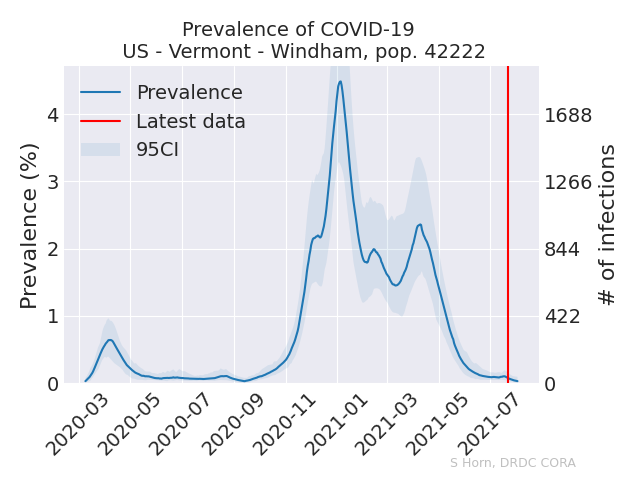 Prevalence of COVID-19
US - Vermont - Windham, pop. 42222
Prevalence
Latest data
95CI
Prevalence (%)
4
3
2
1
0
1688
1266
844
422
0
# of infections
2020-03
2020-05
2020-07
2020-09
2020-11
2021-01
2021-03
2021-05
2021-07
S Horn, DRDC CORA